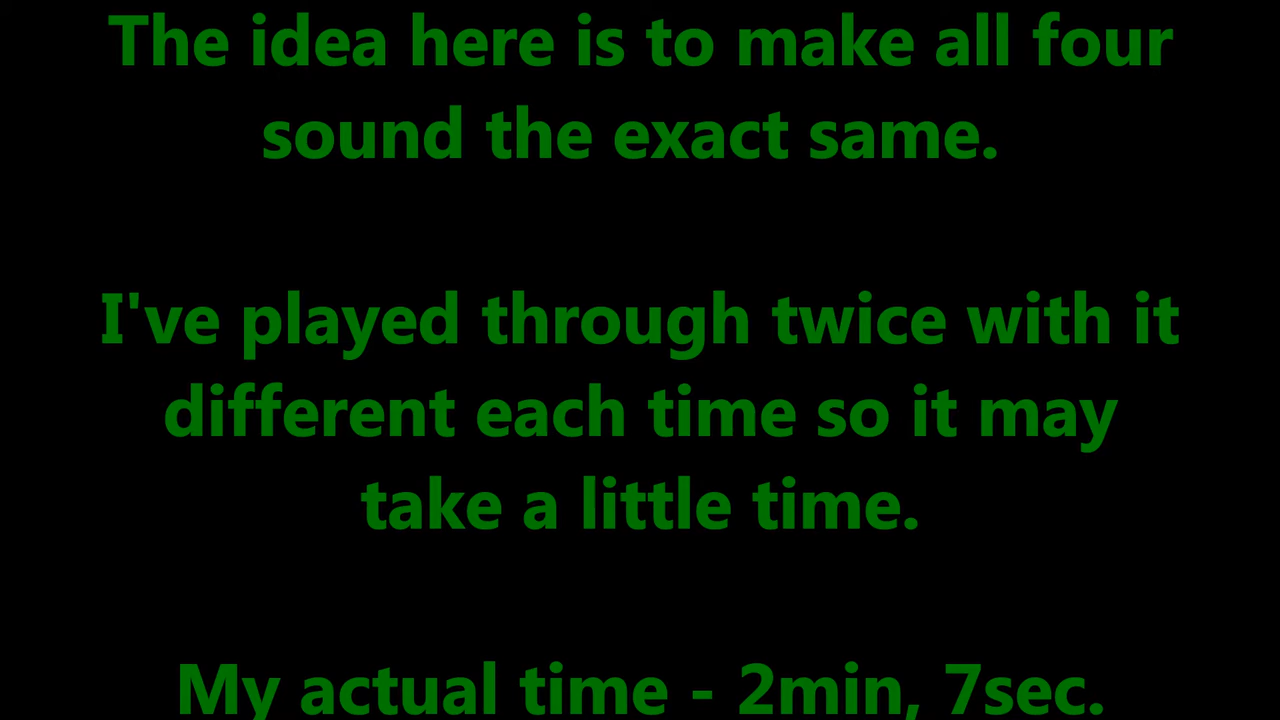 The idea here is to make all four
sound the exact same.
I've played through twice with it
different each time so it may
take a little time.
My actual time - 2min, 7sec.